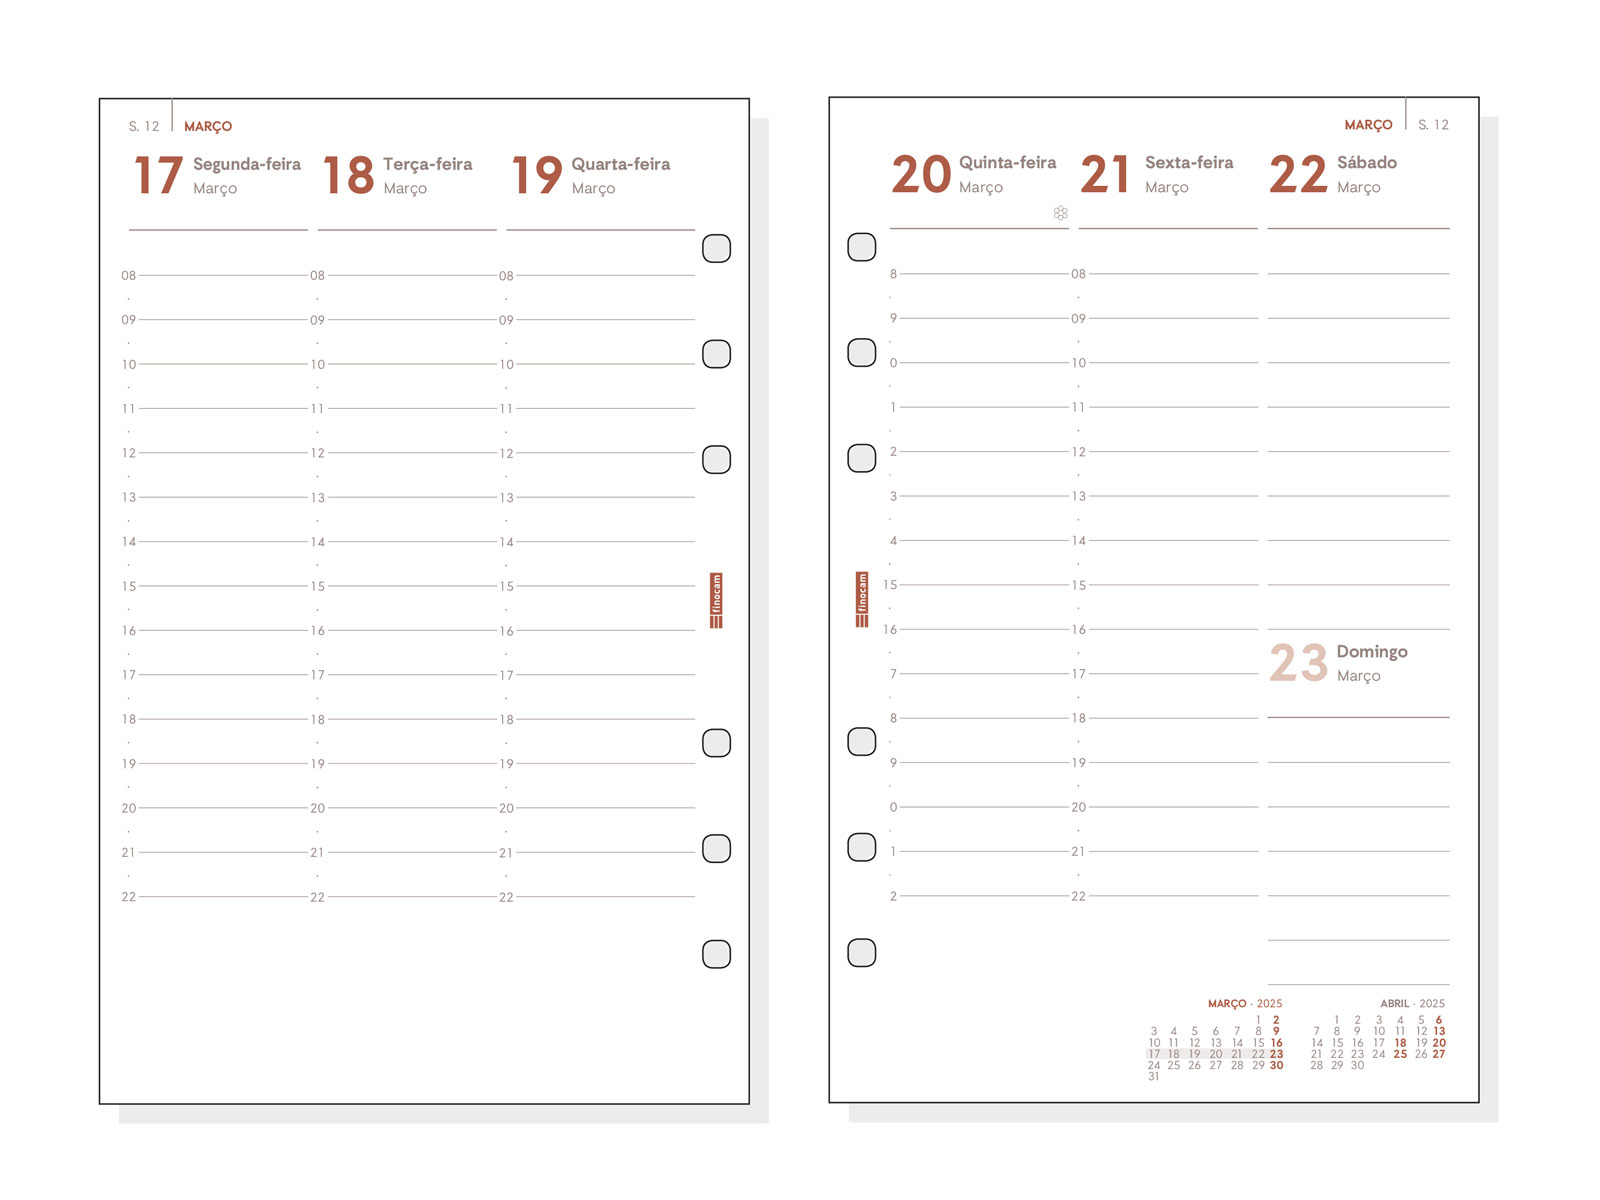 S. 12 MARÇO
17 Segunda-feira Março
18 Terça-feira Março
19 Quarta-feira Março
08 08 08
09 09 09
10 10 10
11 11 11
12 12 12
13 13 13
14 14 14
15 15 15
16 16 16
17 17 17
18 18 18
19 19 19
20 20 20
21 21 21
22 22 22
finocam
MARÇO S. 12
20 Quinta-feira Março
21 Sexta-feira Março
22 Sábado Março
8 08
9 09
0 10
1 11
2 12
3 13
4 14
15 15
16 16
7 17
8 18
9 19
0 20
1 21
2 22
finocam
23 Domingo Março
MARÇO · 2025
1 2
3 4 5 6 7 8 9
10 11 12 13 14 15 16
17 18 19 20 21 22 23
24 25 26 27 28 29 30
31
ABRIL · 2025
1 2 3 4 5 6
7 8 9 10 11 12 13
14 15 16 17 18 19 20
21 22 23 24 25 26 27
28 29 30